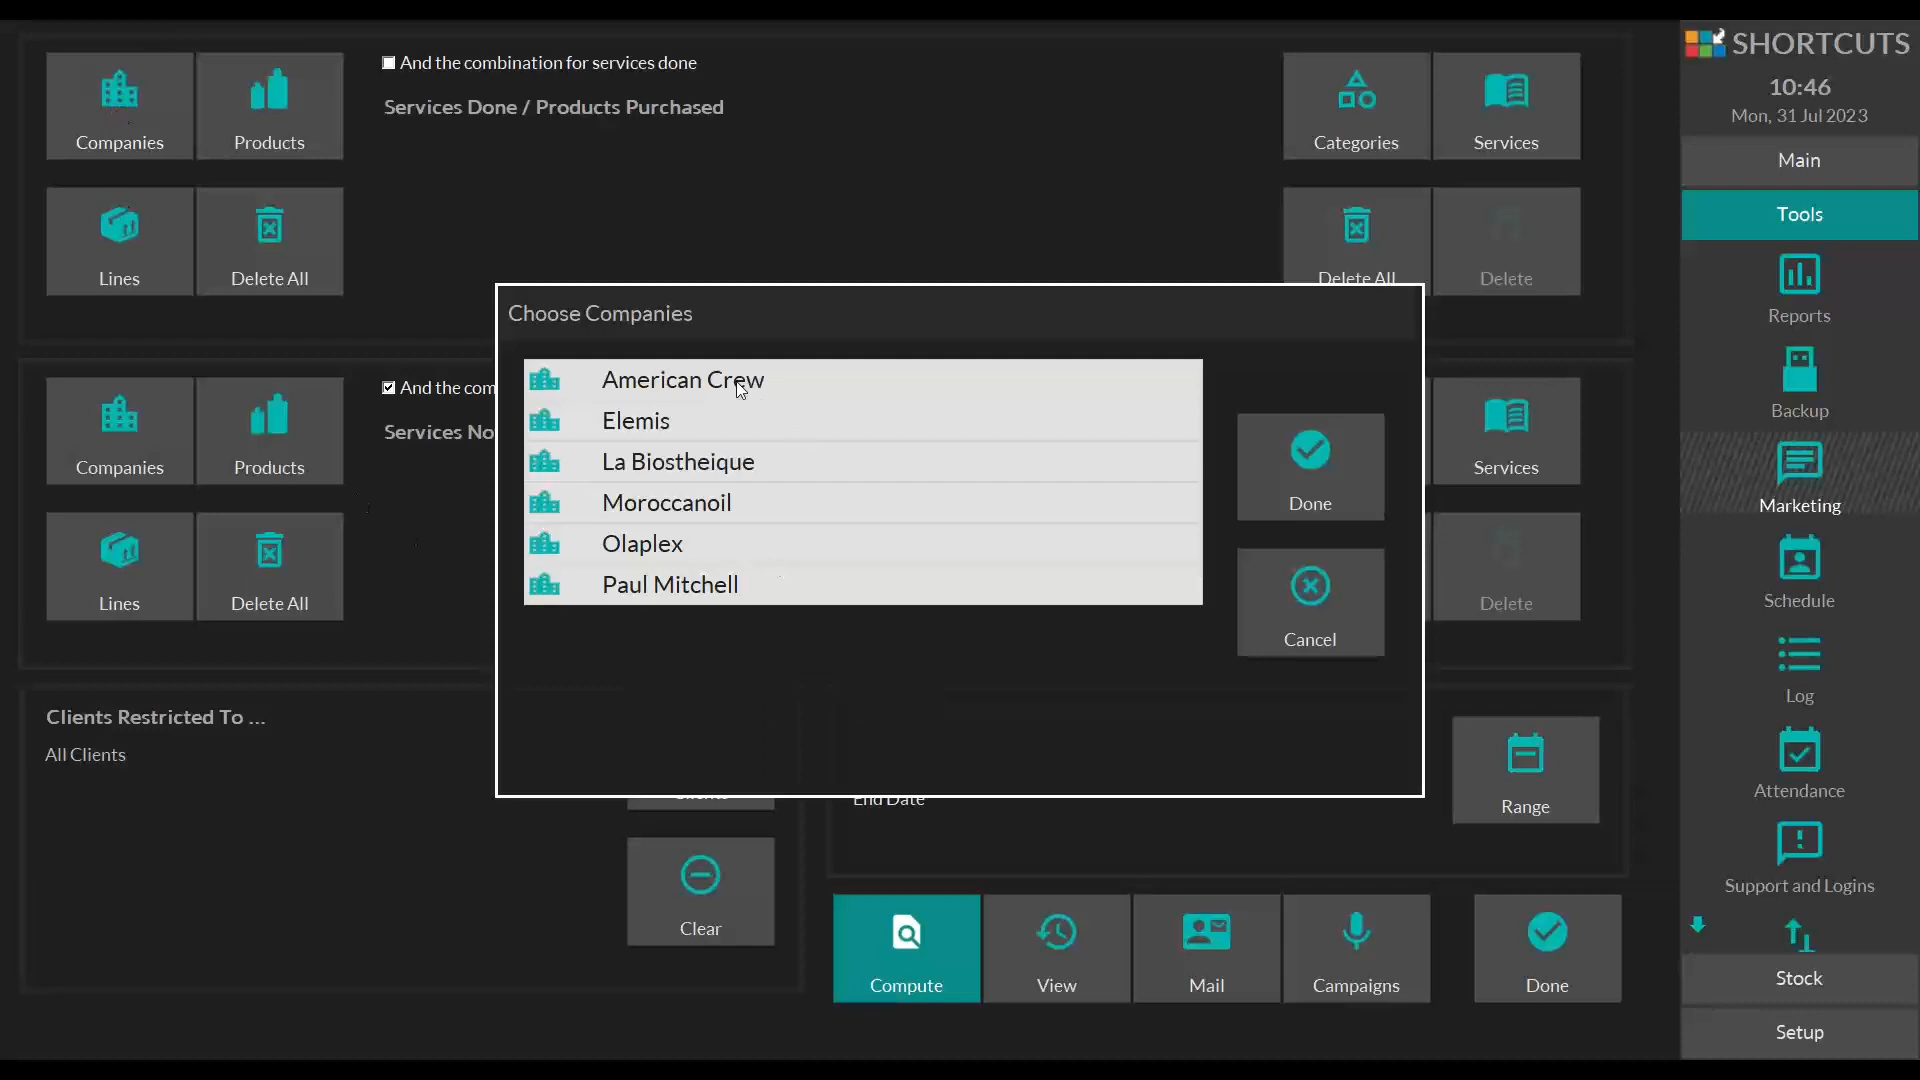 SHORTCUTS
10:46
Mon, 31 Jul 2023
Main
Tools
Reports
Backup
Marketing
Schedule
Log
Attendance
Support and Logins
Stock
Setup
Companies
Products
Lines
Delete All
And the combination for services done
Services Done / Products Purchased
Categories
Services
Delete All
Delete
Companies
Products
Lines
Delete All
And the com
Services No
Services
Delete
Choose Companies
American Crew
Elemis
La Biostheique
Moroccanoil
Olaplex
Paul Mitchell
Done
Cancel
Clients Restricted To ...
All Clients
Clients
Clear
End Date
Range
Compute
View
Mail
Campaigns
Done